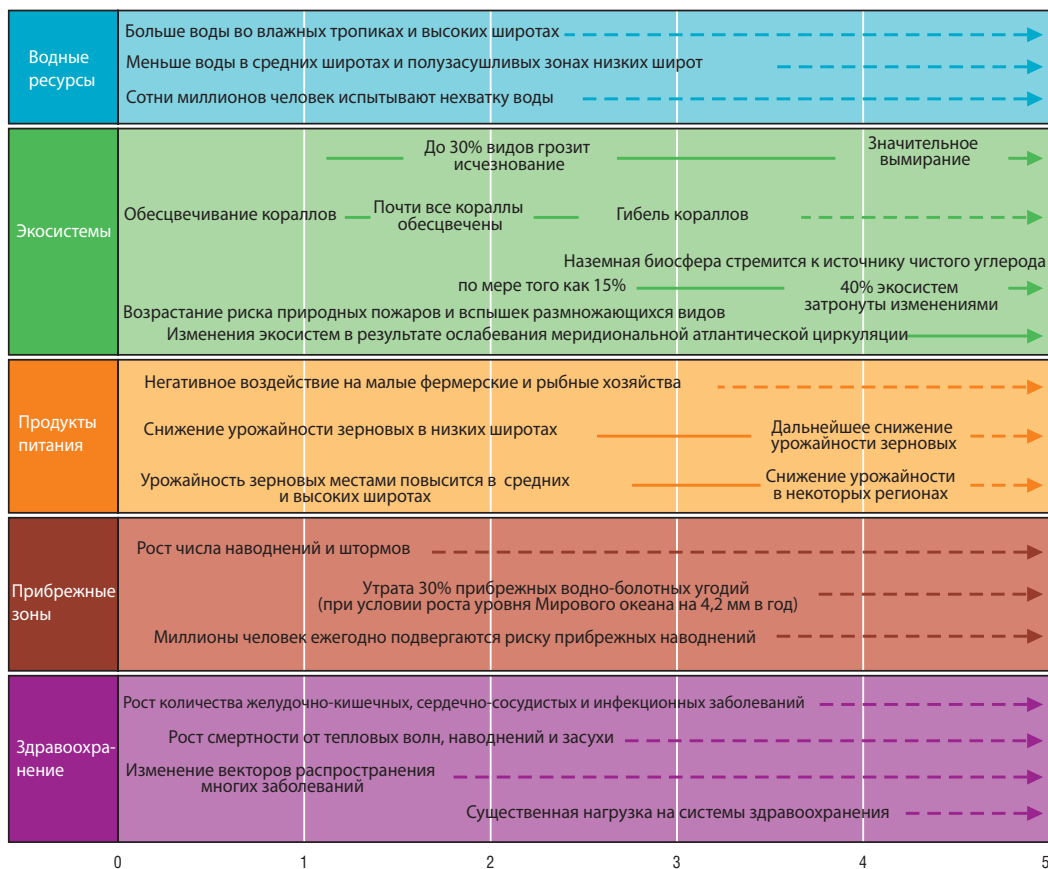 Водные
ресурсы
Больше воды во влажных тропиках и высоких широтах
Меньше воды в средних широтах и полузасушливых зонах низких широт
Сотни миллионов человек испытывают нехватку воды
Экосистемы
До 30% видов грозит
исчезнование
Значительное
вымирание
Обесцвечивание кораллов
Почти все кораллы
обесцвечены
Гибель кораллов
Наземная биосфера стремится к источнику чистого углерода
по мере того как 15%
40% экосистем
затронуты изменениями
Возрастание риска природных пожаров и вспышек размножающихся видов
Изменения экосистем в результате ослабевания меридиональной атлантической циркуляции
Продукты
питания
Негативное воздействие на малые фермерские и рыбные хозяйства
Снижение урожайности зерновых в низких широтах
Дальнейшее снижение
урожайности зерновых
Урожайность зерновых местами повысится в средних
и высоких широтах
Снижение урожайности
в некоторых регионах
Прибрежные
зоны
Рост числа наводнений и штормов
Утрата 30% прибрежных водно-болотных угодий
(при условии роста уровня Мирового океана на 4,2 мм в год)
Миллионы человек ежегодно подвергаются риску прибрежных наводнений
Здравоохра-
нение
Рост количества желудочно-кишечных, сердечно-сосудистых и инфекционных заболеваний
Рост смертности от тепловых волн, наводнений и засухи
Изменение векторов распространения
многих заболеваний
Существенная нагрузка на системы здравоохранения
0 1 2 3 4 5